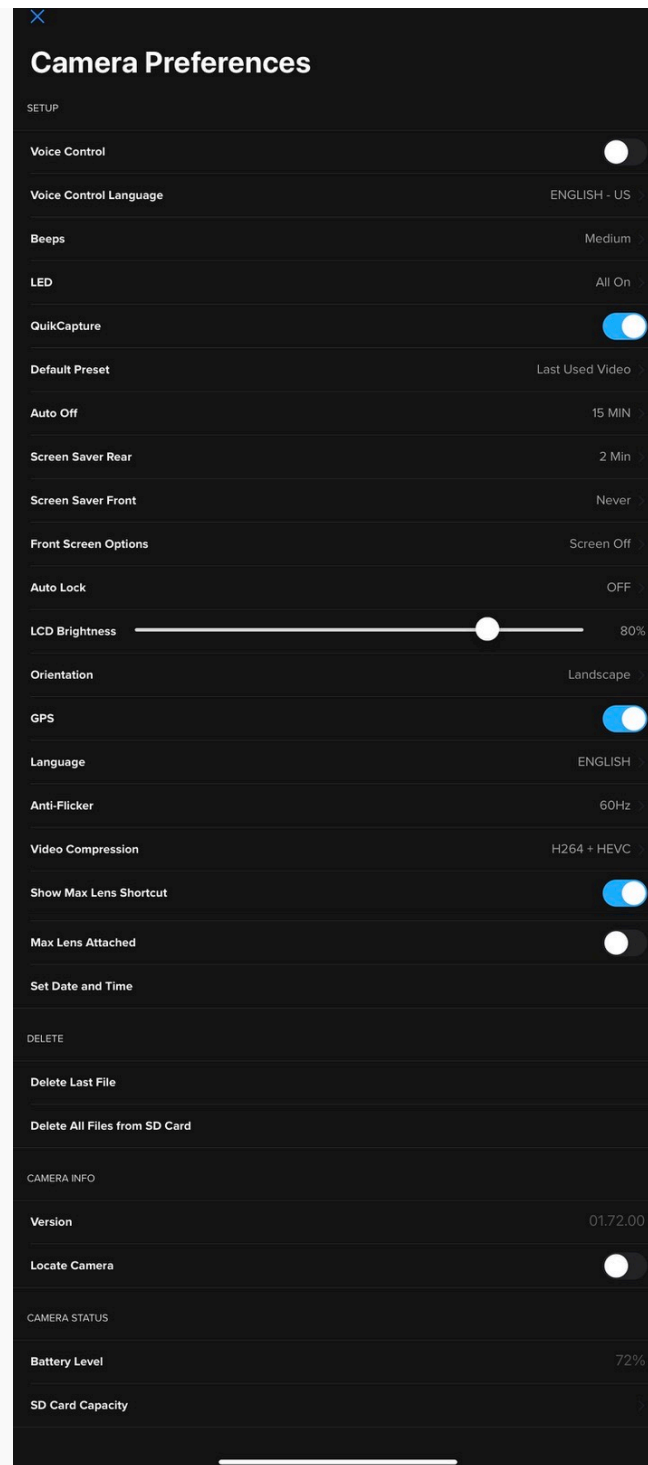 Camera Preferences
SETUP
Voice Control
Voice Control Language ENGLISH - US
Beeps Medium
LED All On
QuikCapture
Default Preset Last Used Video
Auto Off 15 MIN
Screen Saver Rear 2 Min
Screen Saver Front Never
Front Screen Options Screen Off
Auto Lock OFF
LCD Brightness 80%
Orientation Landscape
GPS
Language ENGLISH
Anti-Flicker 60Hz
Video Compression H264 + HEVC
Show Max Lens Shortcut
Max Lens Attached
Set Date and Time
DELETE
Delete Last File
Delete All Files from SD Card
CAMERA INFO
Version 01.72.00
Locate Camera
CAMERA STATUS
Battery Level 72%
SD Card Capacity